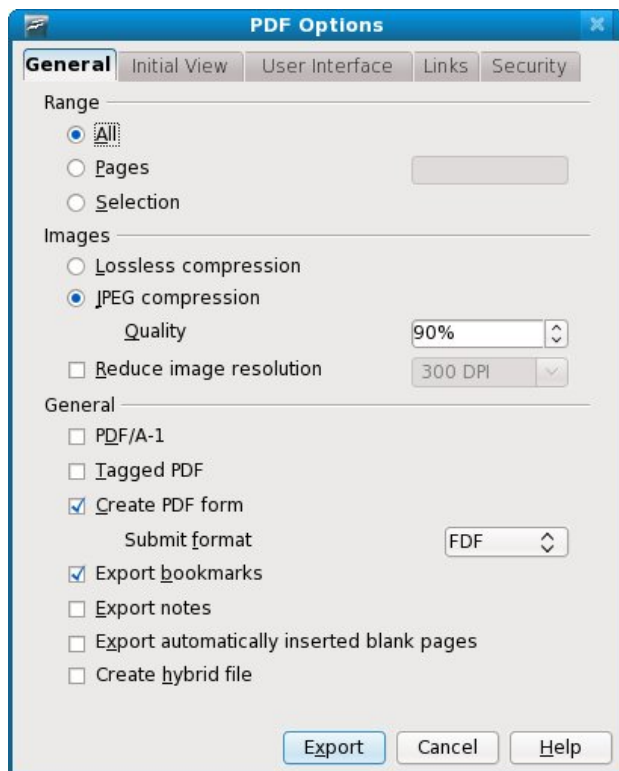 PDF Options
General Initial View User Interface Links Security
Range
All
Pages
Selection
Images
Lossless compression
JPEG compression
Quality 90%
Reduce image resolution 300 DPI
General
PDF/A-1
Tagged PDF
Create PDF form
Submit format FDF
Export bookmarks
Export notes
Export automatically inserted blank pages
Create hybrid file
Export Cancel Help